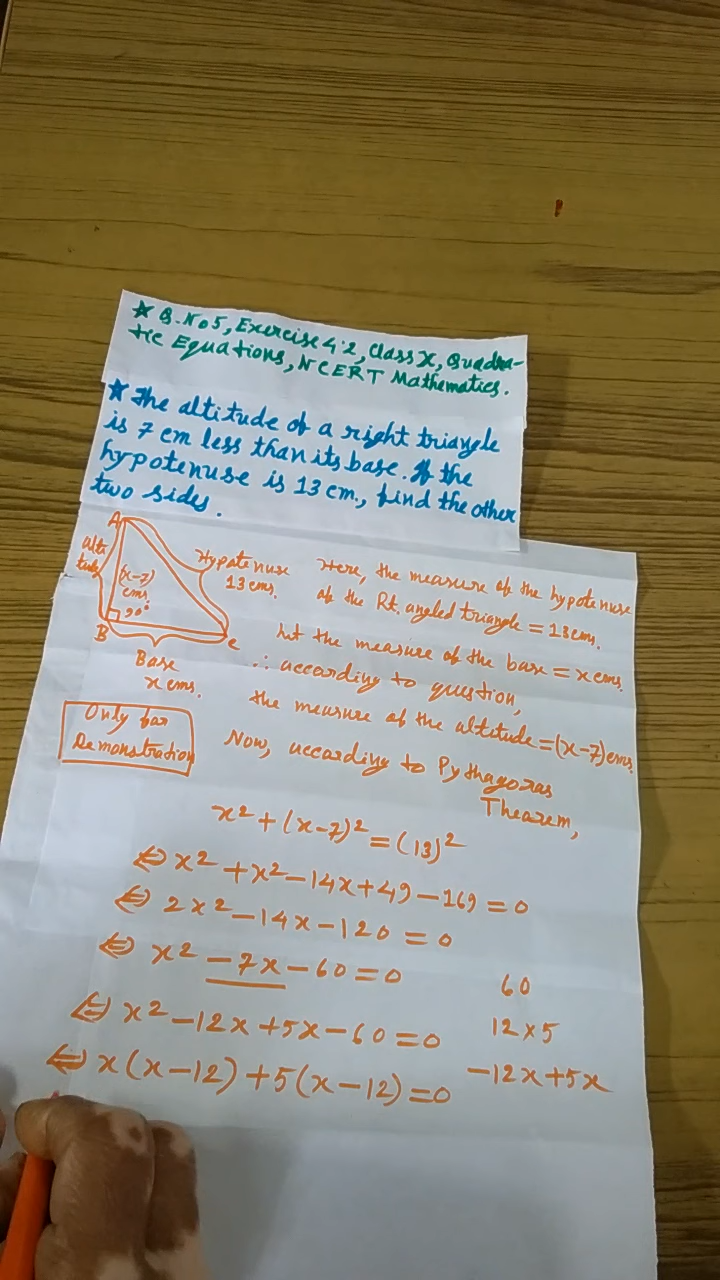 ★ Q.No 5, Exercise 4.2, Class X, Quadra-
tic Equations, NCERT Mathematics.
★ The altitude of a right triangle
is 7 cm less than its base. If the
hypotenuse is 13 cm., find the other
two sides.
A
alti
tude
(x-7)
cms.
90°
B
C
Hypotenuse
13 cms.
Base
x cms.
Here, the measure of the hypotenuse
of the Rt. angled triangle = 13 cms.
let the measure of the base = x cms.
∴ according to question,
the measure of the altitude = (x-7) cms.
Only for
Demonstration
Now, according to Pythagoras
Theorem,
x² + (x-7)² = (13)²
⇔ x² + x² - 14x + 49 - 169 = 0
⇔ 2x² - 14x - 120 = 0
⇔ x² - 7x - 60 = 0
60
⇔ x² - 12x + 5x - 60 = 0
12 × 5
⇔ x(x-12) + 5(x-12) = 0
-12x + 5x